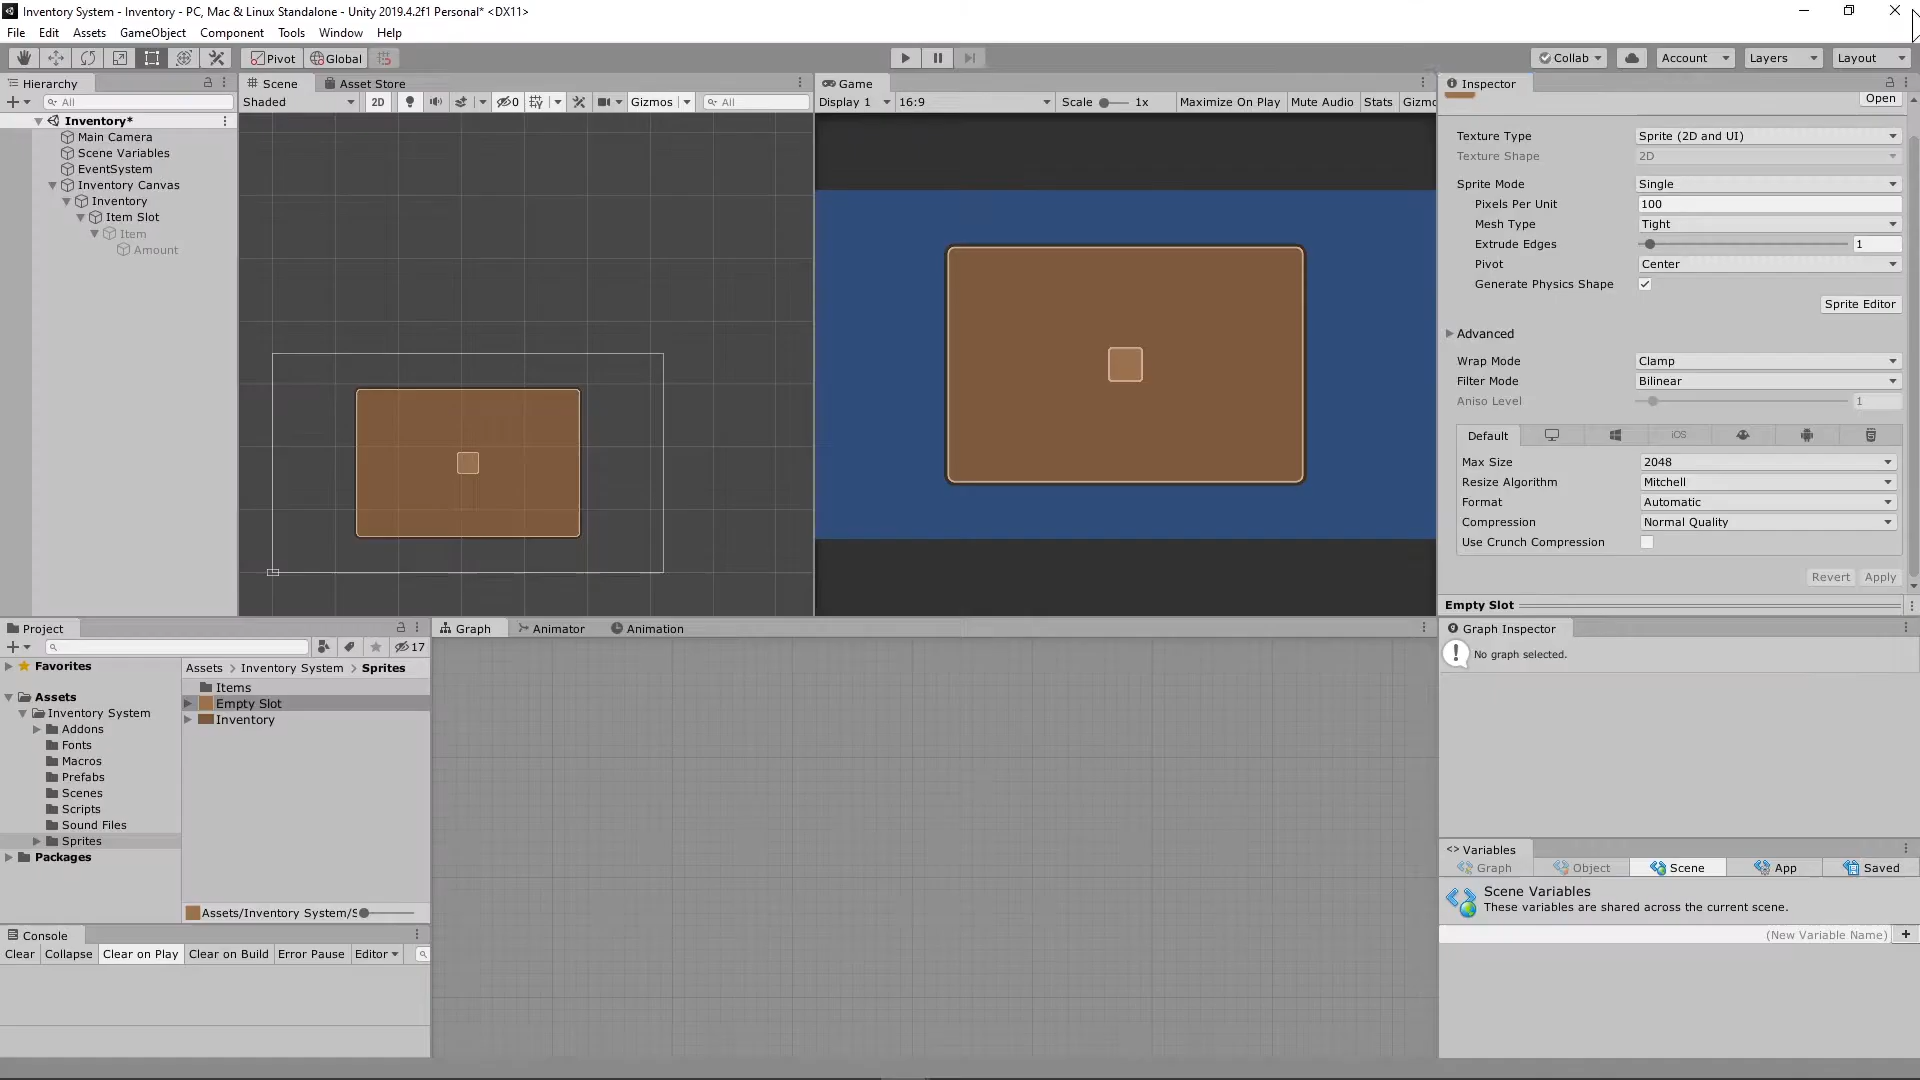 Inventory System - Inventory - PC, Mac & Linux Standalone - Unity 2019.4.2f1 Personal* <DX11>
File Edit Assets GameObject Component Tools Window Help
Pivot Global
Collab Account Layers Layout
Hierarchy
All
Inventory*
Main Camera
Scene Variables
EventSystem
Inventory Canvas
Inventory
Item Slot
Item
Amount
Scene Asset Store
Shaded 2D 0 Gizmos All
Game
Display 1 16:9 Scale 1x Maximize On Play Mute Audio Stats Gizmo
Inspector
Open
Texture Type Sprite (2D and UI)
Texture Shape 2D
Sprite Mode Single
Pixels Per Unit 100
Mesh Type Tight
Extrude Edges 1
Pivot Center
Generate Physics Shape
Sprite Editor
Advanced
Wrap Mode Clamp
Filter Mode Bilinear
Aniso Level 1
Default iOS
Max Size 2048
Resize Algorithm Mitchell
Format Automatic
Compression Normal Quality
Use Crunch Compression
Revert Apply
Empty Slot
Project
17
Favorites
Assets
Inventory System
Addons
Fonts
Macros
Prefabs
Scenes
Scripts
Sound Files
Sprites
Packages
Assets > Inventory System > Sprites
Items
Empty Slot
Inventory
Assets/Inventory System/S
Console
Clear Collapse Clear on Play Clear on Build Error Pause Editor
Graph Animator Animation
Graph Inspector
No graph selected.
<> Variables
Graph Object Scene App Saved
Scene Variables
These variables are shared across the current scene.
(New Variable Name) +